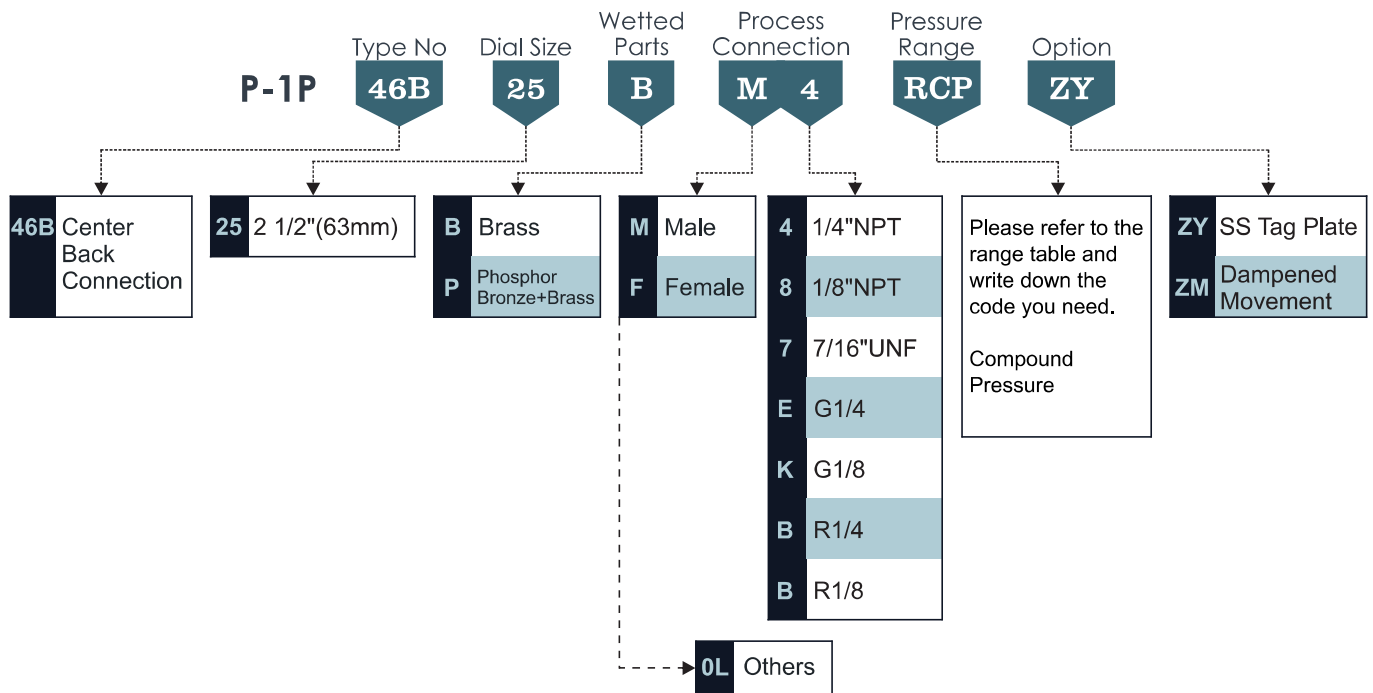 Type No
Dial Size
Wetted
Parts
Process
Connection
Pressure
Range
Option
P-1P
46B
25
B
M
4
RCP
ZY
46B Center
Back
Connection
25 2 1/2"(63mm)
B Brass
P Phosphor
Bronze+Brass
M Male
F Female
4 1/4"NPT
8 1/8"NPT
7 7/16"UNF
E G1/4
K G1/8
B R1/4
B R1/8
Please refer to the
range table and
write down the
code you need.
Compound
Pressure
ZY SS Tag Plate
ZM Dampened
Movement
0L Others